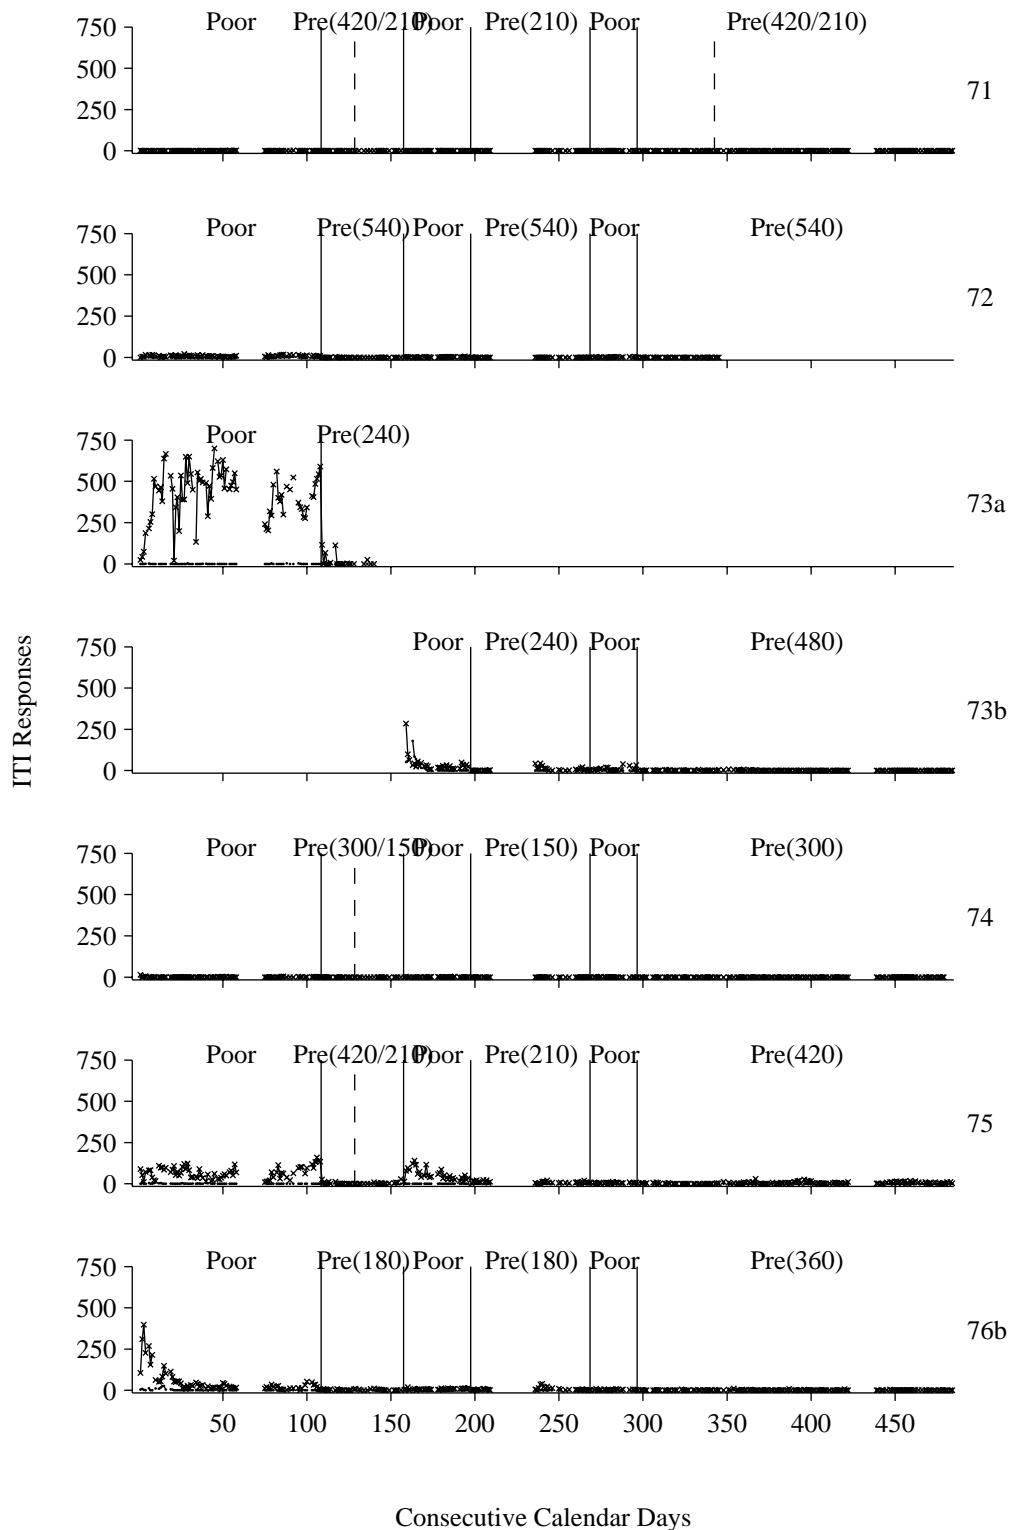 Poor Pre(420/210) Poor Pre(210) Poor Pre(420/210)
750
500
250
0
71
Poor Pre(540) Poor Pre(540) Poor Pre(540)
750
500
250
0
72
Poor Pre(240)
750
500
250
0
73a
Poor Pre(240) Poor Pre(480)
750
500
250
0
73b
Poor Pre(300/150) Poor Pre(150) Poor Pre(300)
750
500
250
0
74
Poor Pre(420/210) Poor Pre(210) Poor Pre(420)
750
500
250
0
75
Poor Pre(180) Poor Pre(180) Poor Pre(360)
750
500
250
0
76b
50 100 150 200 250 300 350 400 450
ITI Responses
Consecutive Calendar Days